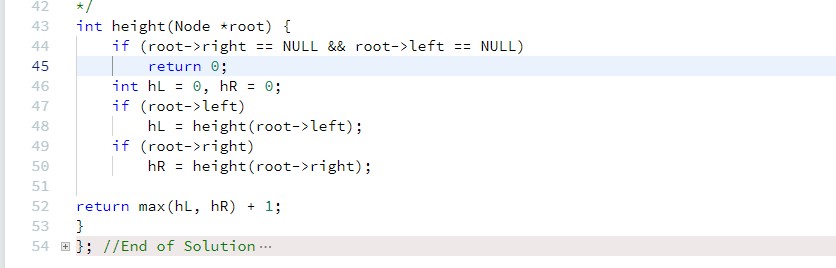 42 */
43 int height(Node *root) {
44 if (root->right == NULL && root->left == NULL)
45 return 0;
46 int hL = 0, hR = 0;
47 if (root->left)
48 hL = height(root->left);
49 if (root->right)
50 hR = height(root->right);
51
52 return max(hL, hR) + 1;
53 }
54 }; //End of Solution ⋯